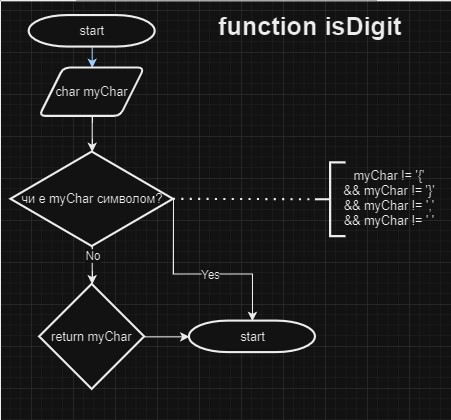 function isDigit
start
char myChar
чи є myChar символом?
myChar != '{'
&& myChar != '}'
&& myChar != ','
&& myChar != ' '
No
Yes
return myChar
start